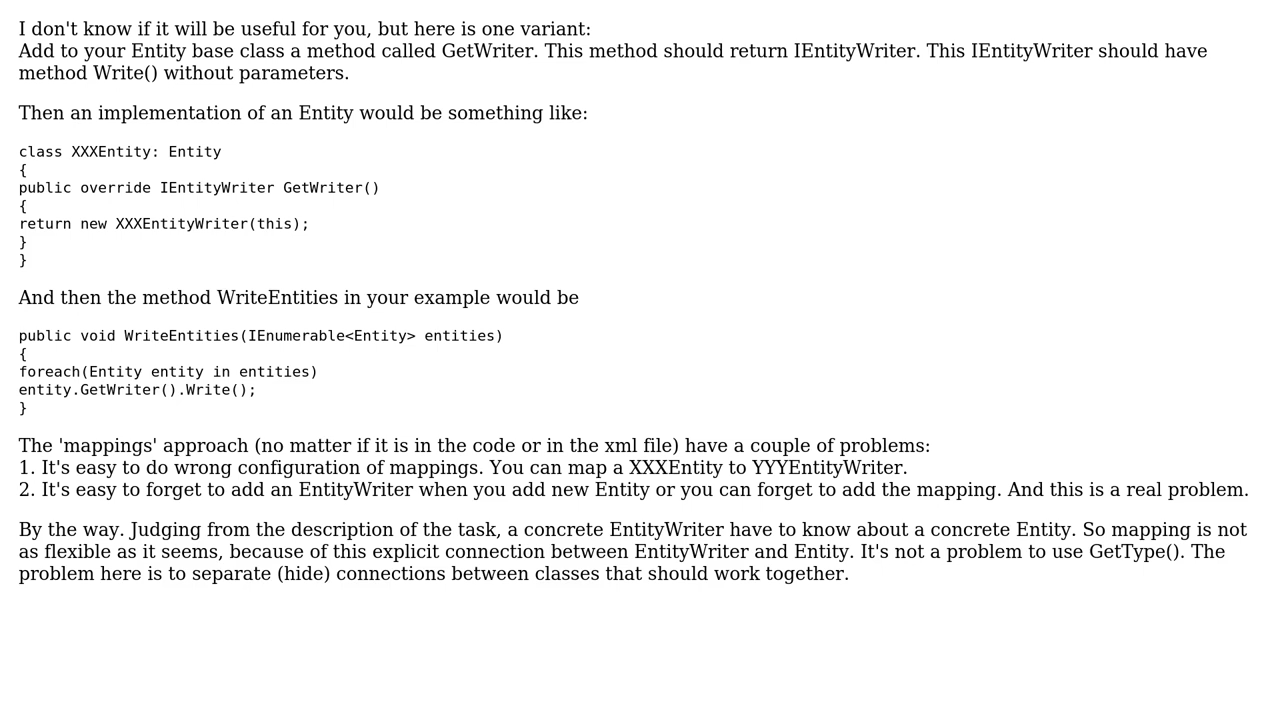 I don't know if it will be useful for you, but here is one variant:
Add to your Entity base class a method called GetWriter. This method should return IEntityWriter. This IEntityWriter should have
method Write() without parameters.
Then an implementation of an Entity would be something like:
class XXXEntity: Entity
{
public override IEntityWriter GetWriter()
{
return new XXXEntityWriter(this);
}
}
And then the method WriteEntities in your example would be
public void WriteEntities(IEnumerable<Entity> entities)
{
foreach(Entity entity in entities)
entity.GetWriter().Write();
}
The 'mappings' approach (no matter if it is in the code or in the xml file) have a couple of problems:
1. It's easy to do wrong configuration of mappings. You can map a XXXEntity to YYYEntityWriter.
2. It's easy to forget to add an EntityWriter when you add new Entity or you can forget to add the mapping. And this is a real problem.
By the way. Judging from the description of the task, a concrete EntityWriter have to know about a concrete Entity. So mapping is not
as flexible as it seems, because of this explicit connection between EntityWriter and Entity. It's not a problem to use GetType(). The
problem here is to separate (hide) connections between classes that should work together.